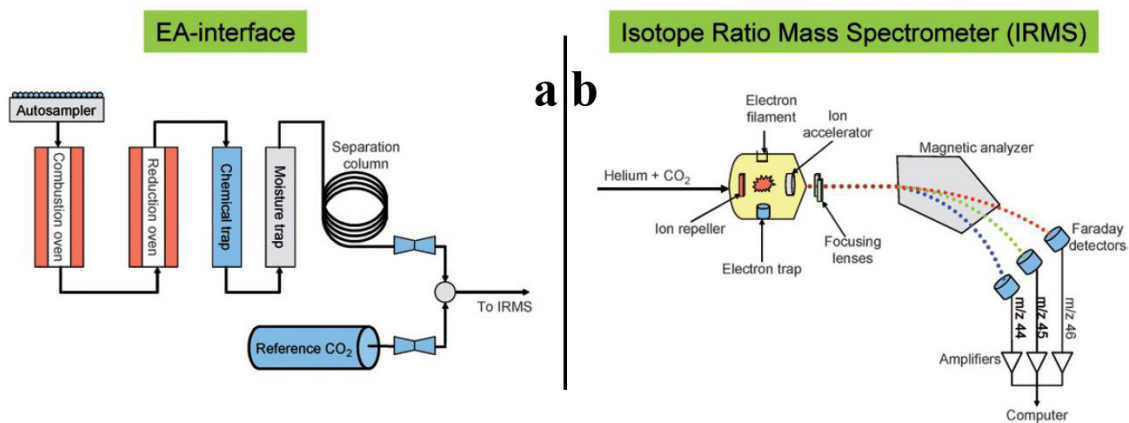 EA-interface
Autosampler
Combustion oven
Reduction oven
Chemical trap
Moisture trap
Separation
column
To IRMS
Reference CO₂
a
b
Isotope Ratio Mass Spectrometer (IRMS)
Electron
filament
Ion
accelerator
Magnetic analyzer
Helium + CO₂
Ion repeller
Electron trap
Focusing
lenses
Faraday
detectors
m/z 44
m/z 45
m/z 46
Amplifiers
Computer